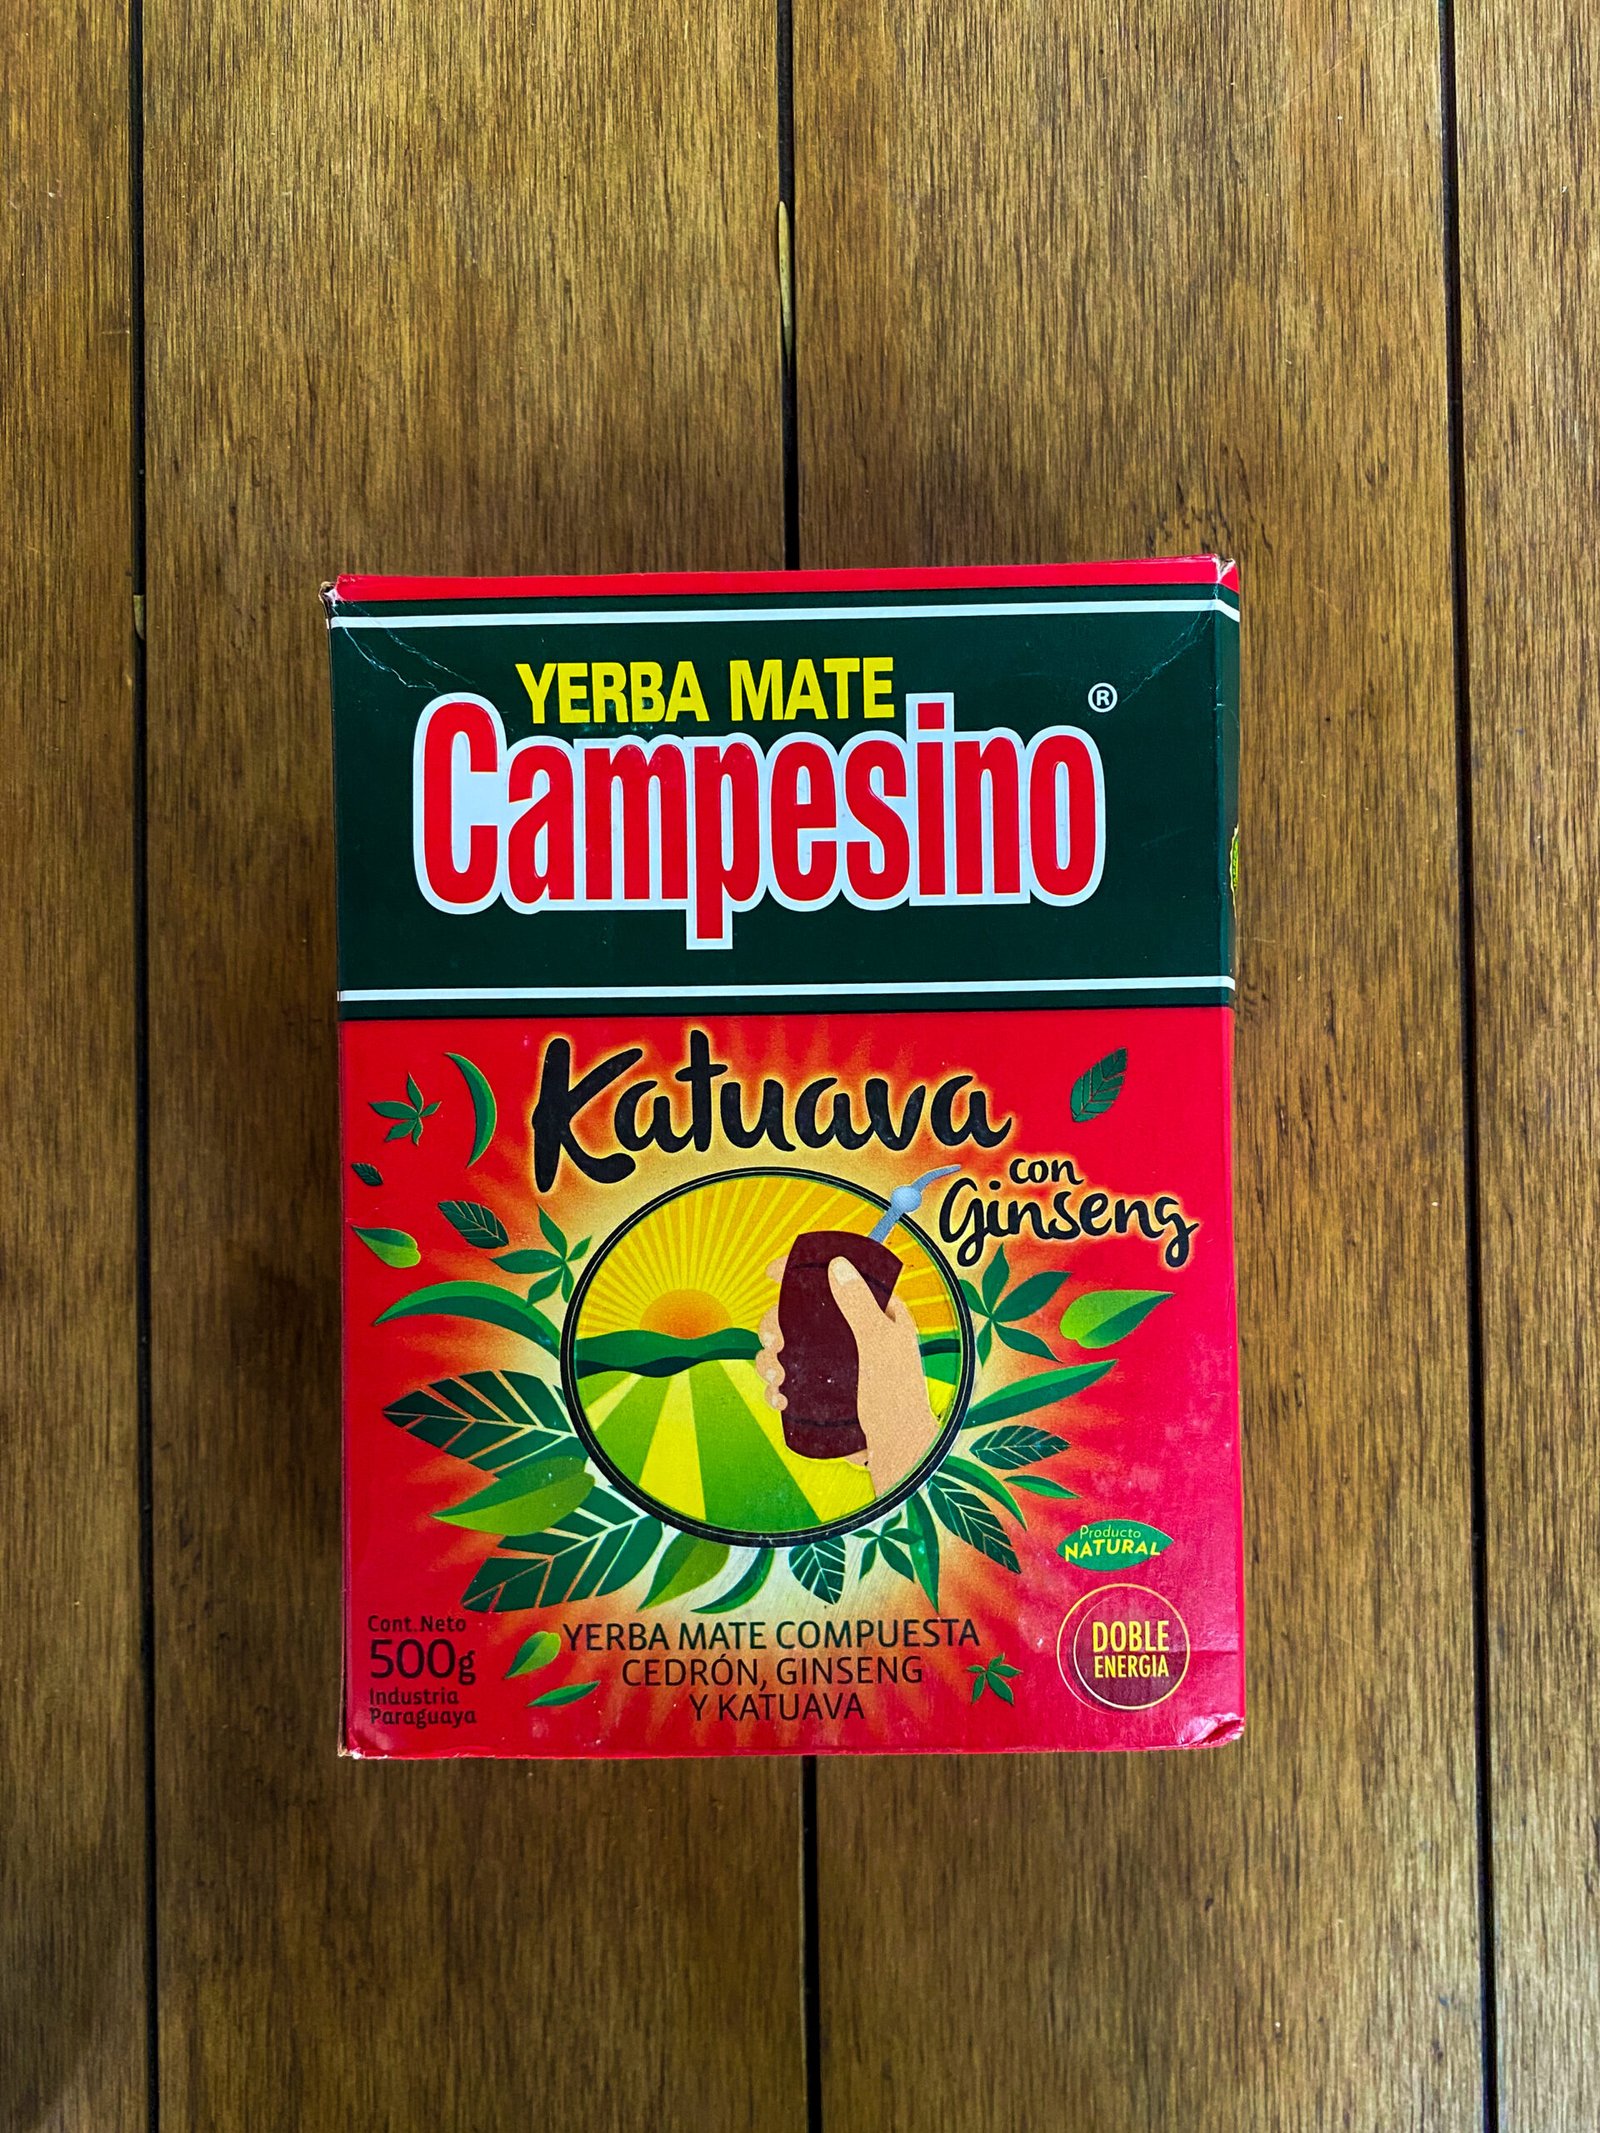 YERBA MATE
Campesino®
Katuava
con
Ginseng
Producto
NATURAL
Cont. Neto
500g
Industria
Paraguaya
YERBA MATE COMPUESTA
CEDRÓN, GINSENG
Y KATUAVA
DOBLE
ENERGIA